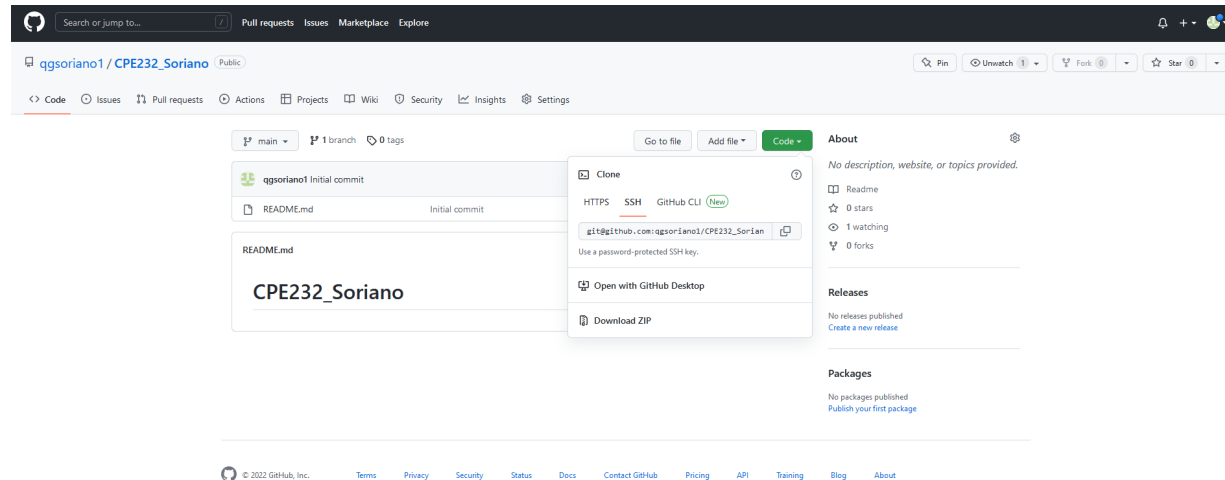 Search or jump to... / Pull requests Issues Marketplace Explore
qgsoriano1 / CPE232_Soriano Public Pin Unwatch 1 Fork 0 Star 0
Code Issues Pull requests Actions Projects Wiki Security Insights Settings
main 1 branch 0 tags Go to file Add file Code
qgsoriano1 Initial commit
README.md Initial commit
README.md
CPE232_Soriano
Clone
HTTPS SSH GitHub CLI New
git@github.com:qgsoriano1/CPE232_Sorian
Use a password-protected SSH key.
Open with GitHub Desktop
Download ZIP
About
No description, website, or topics provided.
Readme
0 stars
1 watching
0 forks
Releases
No releases published
Create a new release
Packages
No packages published
Publish your first package
© 2022 GitHub, Inc. Terms Privacy Security Status Docs Contact GitHub Pricing API Training Blog About